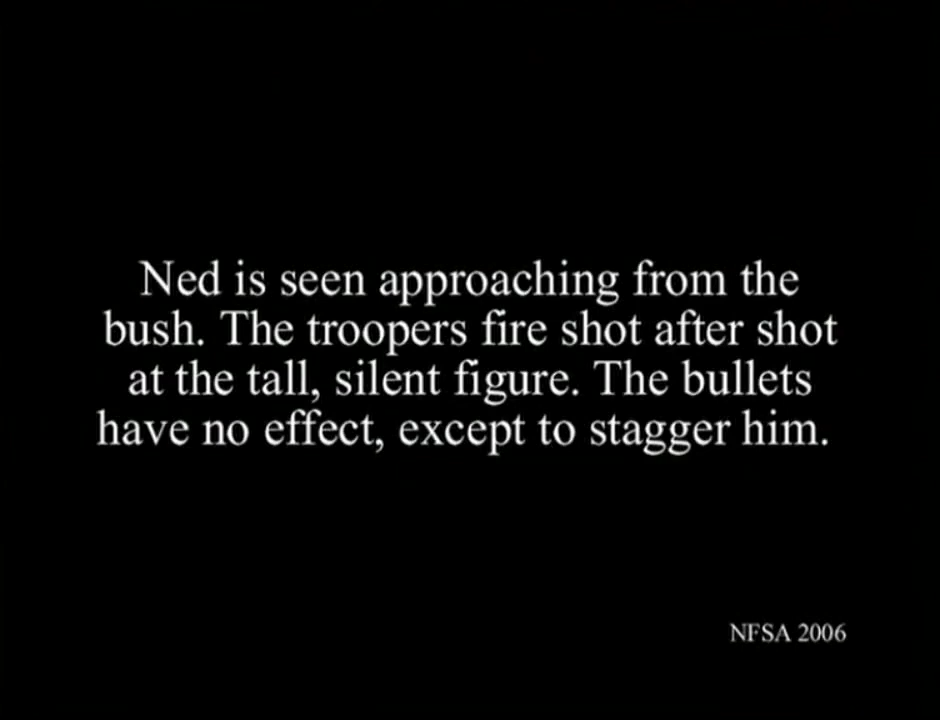 Ned is seen approaching from the
bush. The troopers fire shot after shot
at the tall, silent figure. The bullets
have no effect, except to stagger him.
NFSA 2006